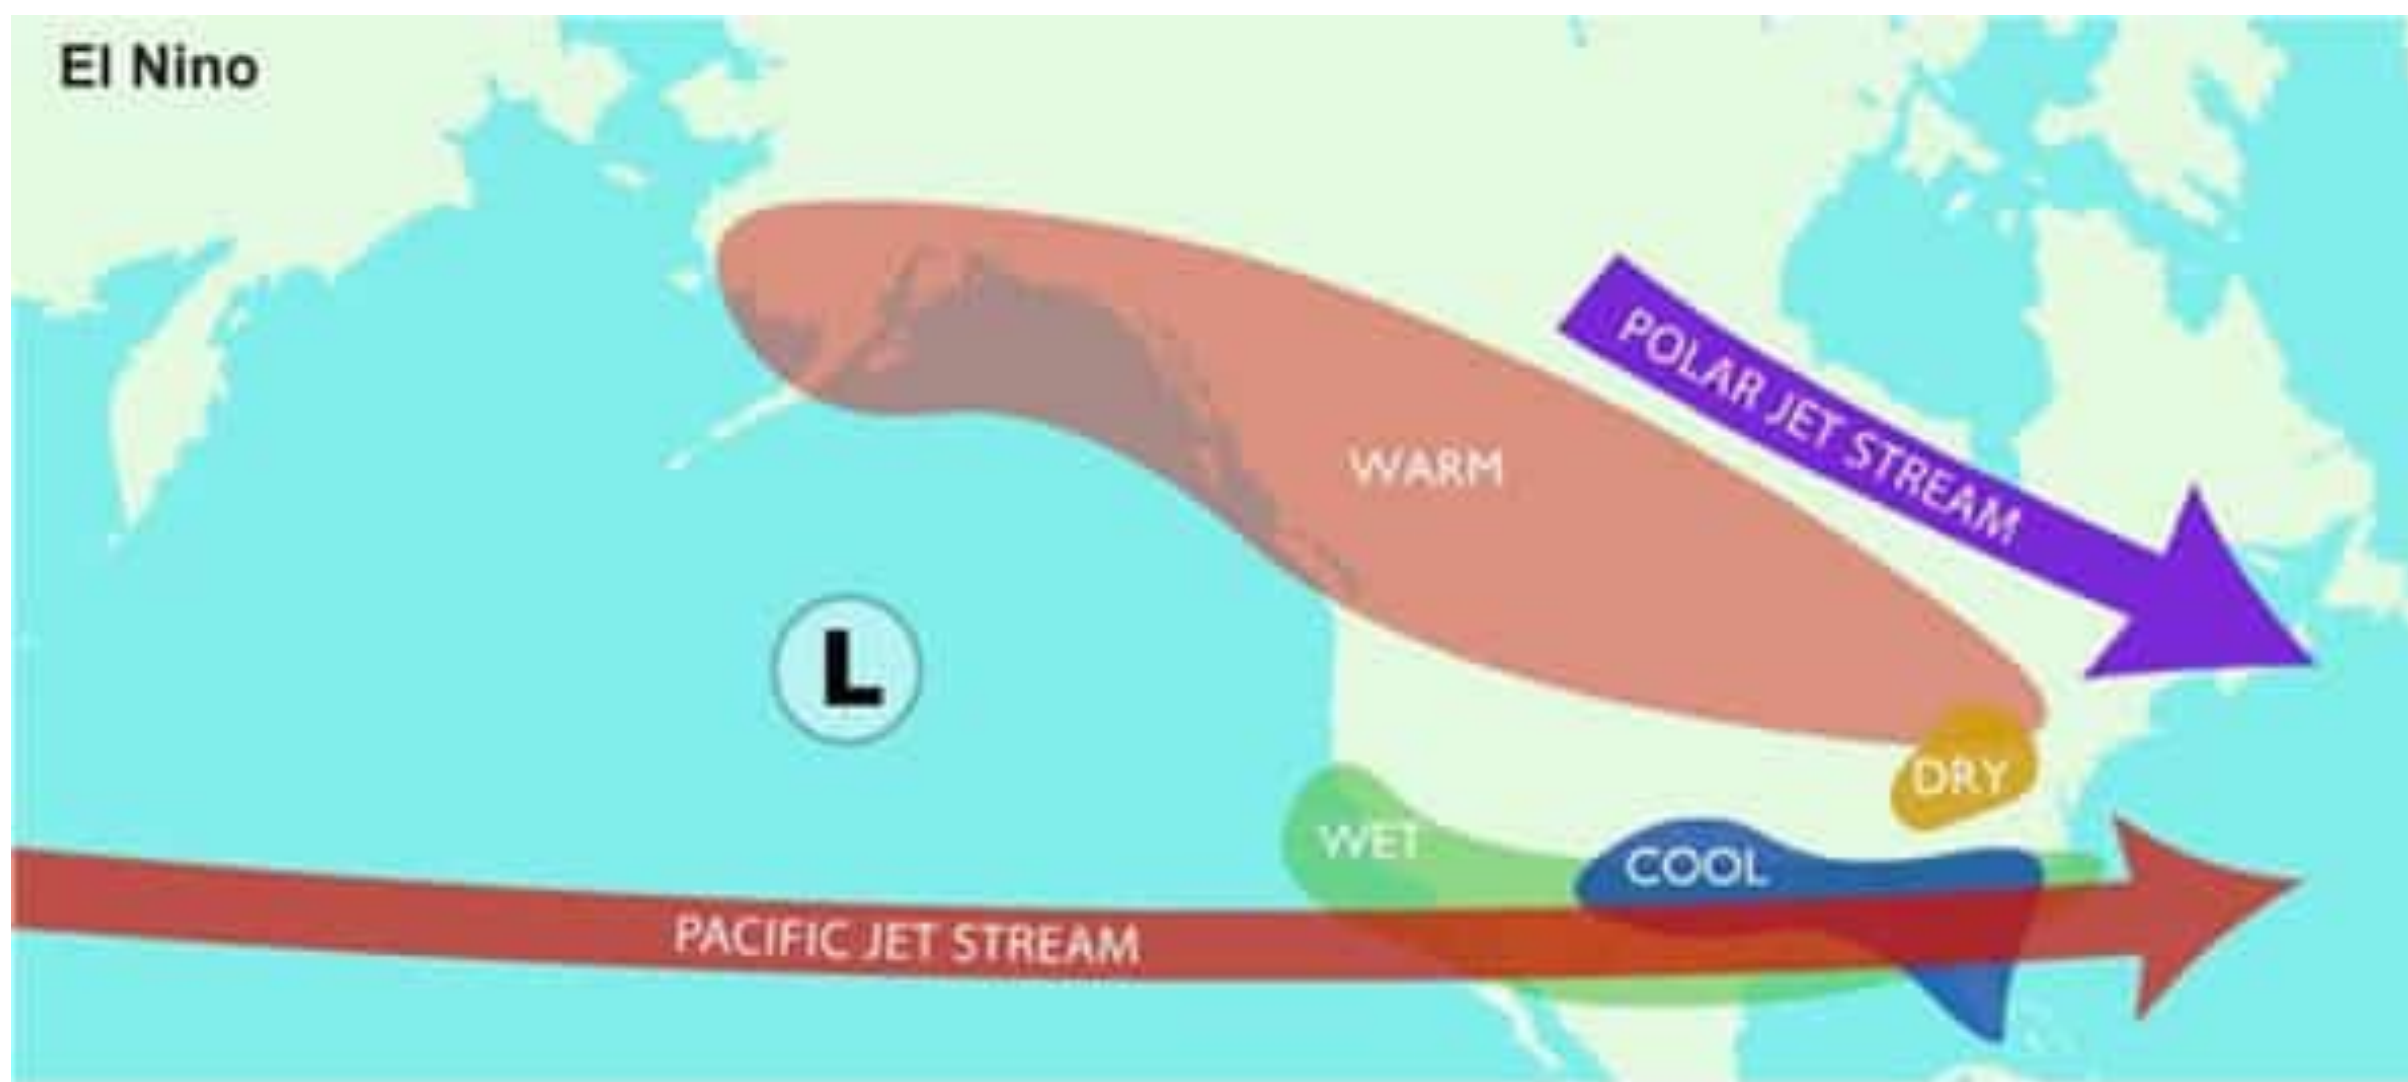 El Nino
POLAR JET STREAM
WARM
L
DRY
WET
COOL
PACIFIC JET STREAM